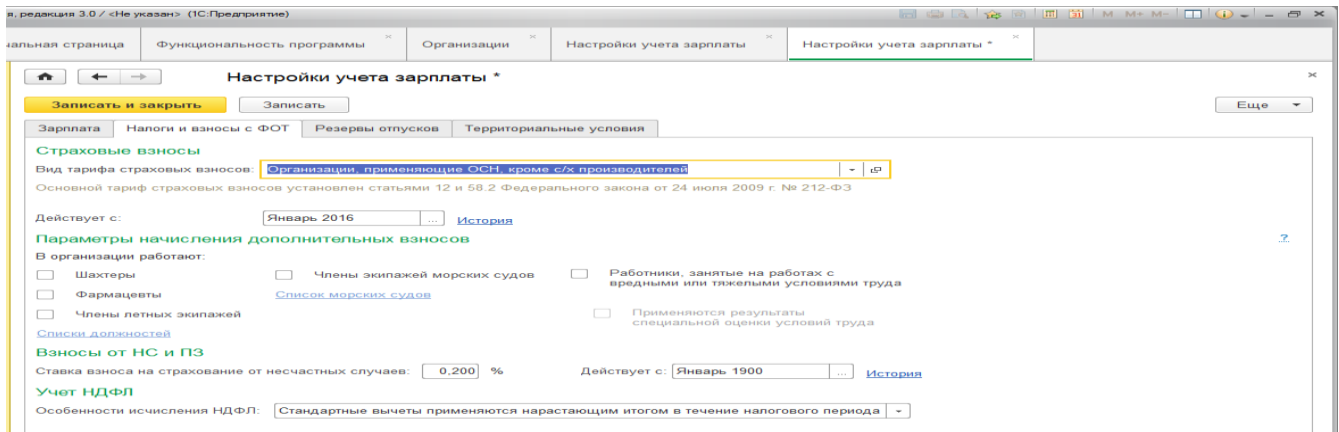 я, редакция 3.0 / <Не указан> (1С:Предприятие) M M+ M-
чальная страница Функциональность программы Организации Настройки учета зарплаты Настройки учета зарплаты *
Настройки учета зарплаты *
Записать и закрыть Записать Еще
Зарплата Налоги и взносы с ФОТ Резервы отпусков Территориальные условия
Страховые взносы
Вид тарифа страховых взносов: Организации, применяющие ОСН, кроме с/х производителей
Основной тариф страховых взносов установлен статьями 12 и 58.2 Федерального закона от 24 июля 2009 г. № 212-ФЗ
Действует с: Январь 2016 ... История
Параметры начисления дополнительных взносов ?
В организации работают:
Шахтеры Члены экипажей морских судов Работники, занятые на работах с
вредными или тяжелыми условиями труда
Фармацевты Список морских судов
Члены летных экипажей Применяются результаты
специальной оценки условий труда
Списки должностей
Взносы от НС и ПЗ
Ставка взноса на страхование от несчастных случаев: 0,200 % Действует с: Январь 1900 ... История
Учет НДФЛ
Особенности исчисления НДФЛ: Стандартные вычеты применяются нарастающим итогом в течение налогового периода